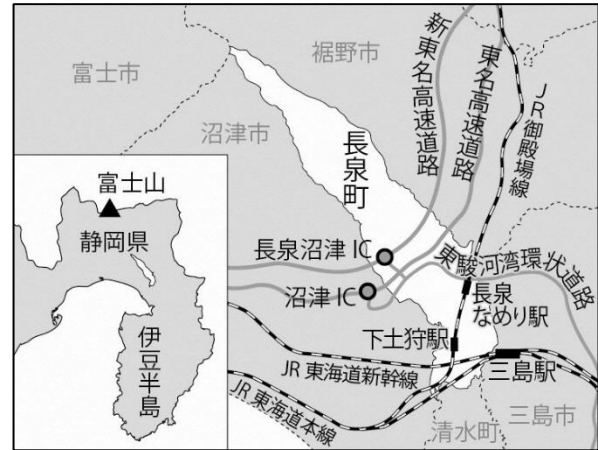 富士市
裾野市
新東名高速道路
東名高速道路
JR御殿場線
沼津市
長泉町
富士山
静岡県
伊豆半島
長泉沼津IC
沼津IC
東駿河湾環状道路
長泉
なめり駅
下土狩駅
JR東海道新幹線
三島駅
JR東海道本線
三島市
清水町